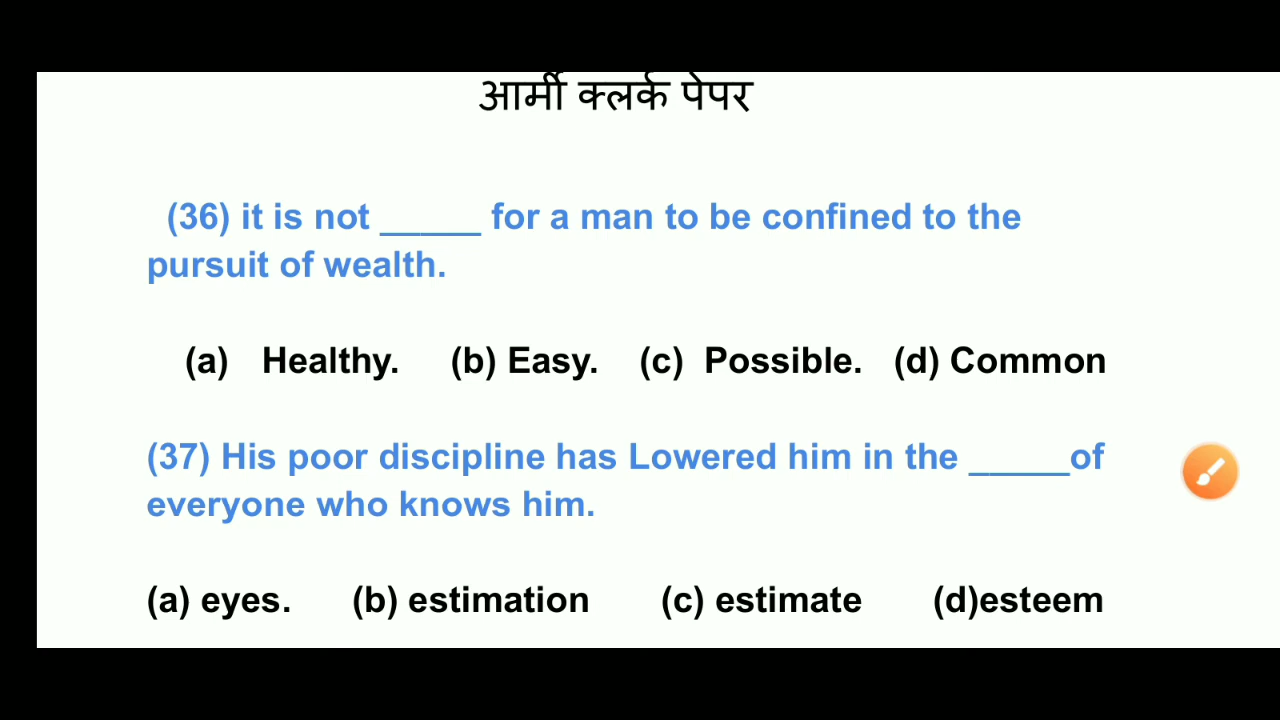 आर्मी क्लर्क पेपर
(36) it is not _____ for a man to be confined to the
pursuit of wealth.
(a) Healthy. (b) Easy. (c) Possible. (d) Common
(37) His poor discipline has Lowered him in the _____of
everyone who knows him.
(a) eyes. (b) estimation (c) estimate (d)esteem